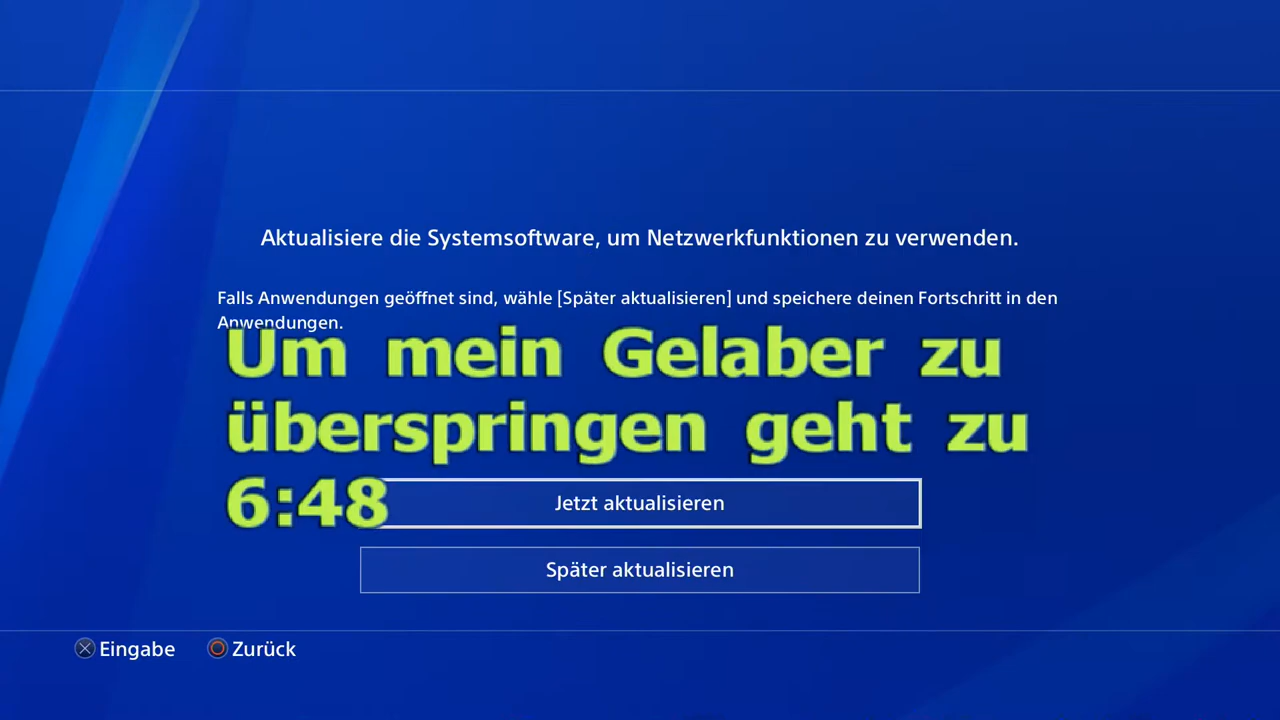 Aktualisiere die Systemsoftware, um Netzwerkfunktionen zu verwenden.
Falls Anwendungen geöffnet sind, wähle [Später aktualisieren] und speichere deinen Fortschritt in den
Anwendungen.
Um mein Gelaber zu
überspringen geht zu
6:48
Jetzt aktualisieren
Später aktualisieren
Eingabe Zurück